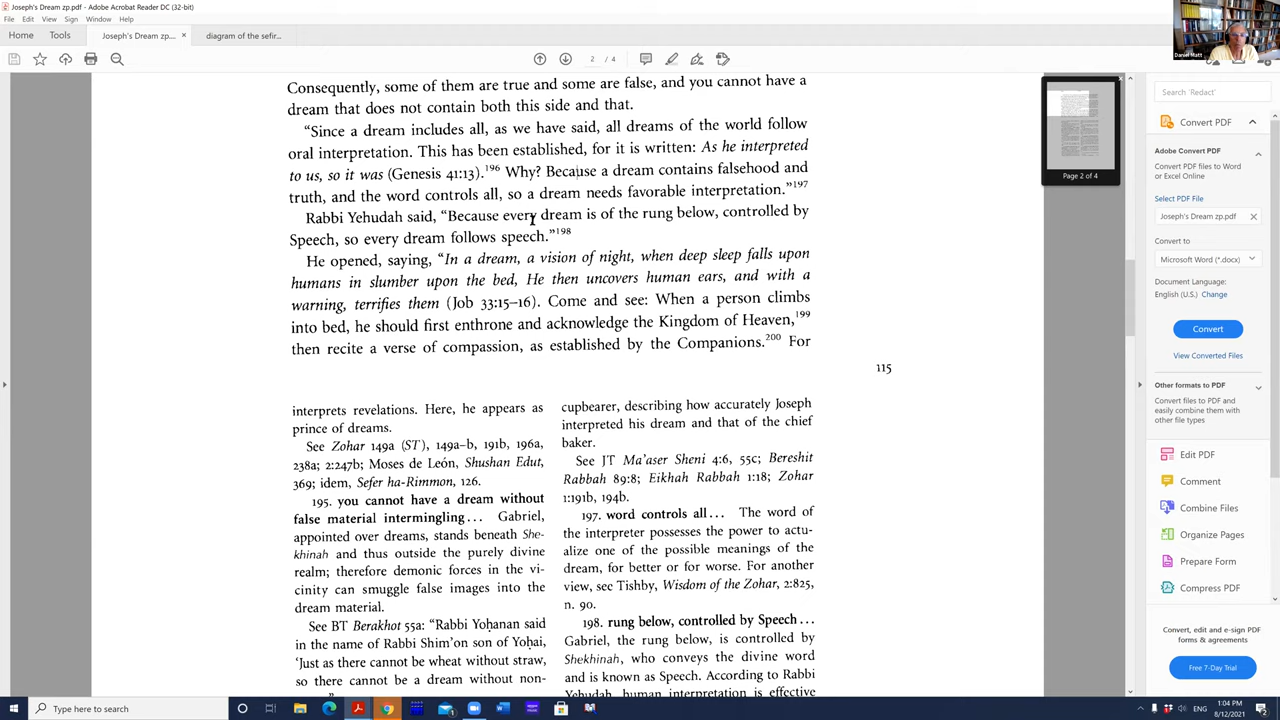 Joseph's Dream zp.pdf - Adobe Acrobat Reader DC (32-bit)
File Edit View Sign Window Help
Home Tools Joseph's Dream zp.... × diagram of the sefir...
2 / 4
Daniel Matt
Consequently, some of them are true and some are false, and you cannot have a
dream that does not contain both this side and that.
“Since a dream includes all, as we have said, all dreams of the world follow
oral interpretation. This has been established, for it is written: As he interpreted
to us, so it was (Genesis 41:13).196 Why? Because a dream contains falsehood and
truth, and the word controls all, so a dream needs favorable interpretation.”197
Rabbi Yehudah said, “Because every dream is of the rung below, controlled by
Speech, so every dream follows speech.”198
He opened, saying, “In a dream, a vision of night, when deep sleep falls upon
humans in slumber upon the bed, He then uncovers human ears, and with a
warning, terrifies them (Job 33:15–16). Come and see: When a person climbs
into bed, he should first enthrone and acknowledge the Kingdom of Heaven,199
then recite a verse of compassion, as established by the Companions.200 For
115
interprets revelations. Here, he appears as
prince of dreams.
See Zohar 149a (ST), 149a–b, 191b, 196a,
238a; 2:247b; Moses de León, Shushan Edut,
369; idem, Sefer ha-Rimmon, 126.
195. you cannot have a dream without
false material intermingling... Gabriel,
appointed over dreams, stands beneath She-
khinah and thus outside the purely divine
realm; therefore demonic forces in the vi-
cinity can smuggle false images into the
dream material.
See BT Berakhot 55a: “Rabbi Yoḥanan said
in the name of Rabbi Shim'on son of Yoḥai,
'Just as there cannot be wheat without straw,
so there cannot be a dream without non-
cupbearer, describing how accurately Joseph
interpreted his dream and that of the chief
baker.
See JT Ma'aser Sheni 4:6, 55c; Bereshit
Rabbah 89:8; Eikhah Rabbah 1:18; Zohar
1:191b, 194b.
197. word controls all... The word of
the interpreter possesses the power to actu-
alize one of the possible meanings of the
dream, for better or for worse. For another
view, see Tishby, Wisdom of the Zohar, 2:825,
n. 90.
198. rung below, controlled by Speech...
Gabriel, the rung below, is controlled by
Shekhinah, who conveys the divine word
and is known as Speech. According to Rabbi
Yehudah, human interpretation is effective
Page 2 of 4
Search 'Redact'
Convert PDF
Adobe Convert PDF
Convert PDF files to Word
or Excel Online
Select PDF File
Joseph's Dream zp.pdf ×
Convert to
Microsoft Word (*.docx)
Document Language:
English (U.S.) Change
Convert
View Converted Files
Other formats to PDF
Convert files to PDF and
easily combine them with
other file types.
Edit PDF
Comment
Combine Files
Organize Pages
Prepare Form
Compress PDF
Convert, edit and e-sign PDF
forms & agreements
Free 7-Day Trial
Type here to search
ENG
1:04 PM
8/12/2021